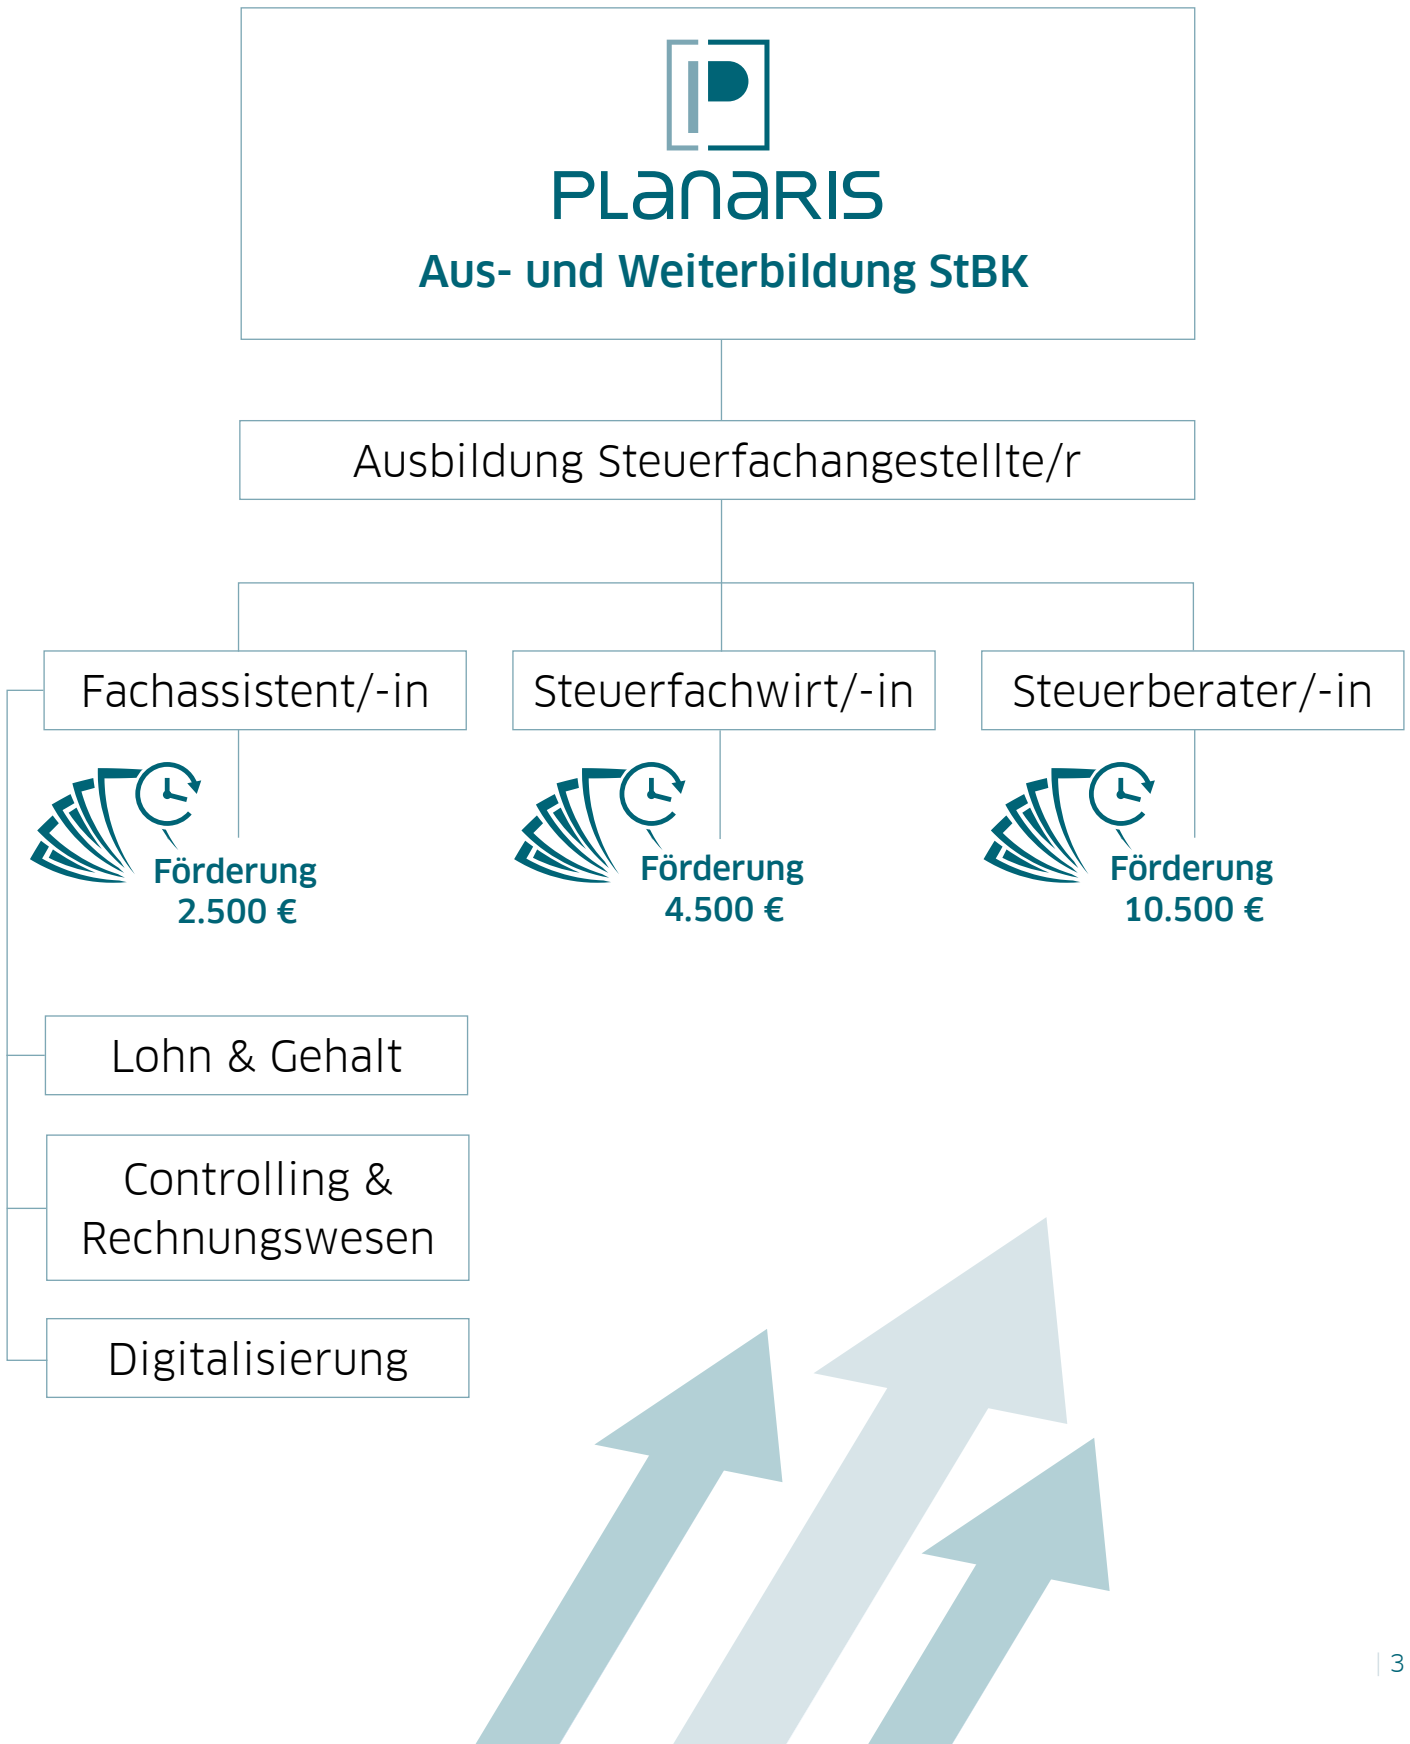 PLANARIS
Aus- und Weiterbildung StBK
Ausbildung Steuerfachangestellte/r
Fachassistent/-in
Steuerfachwirt/-in
Steuerberater/-in
Förderung
2.500 €
Förderung
4.500 €
Förderung
10.500 €
Lohn & Gehalt
Controlling &
Rechnungswesen
Digitalisierung
3